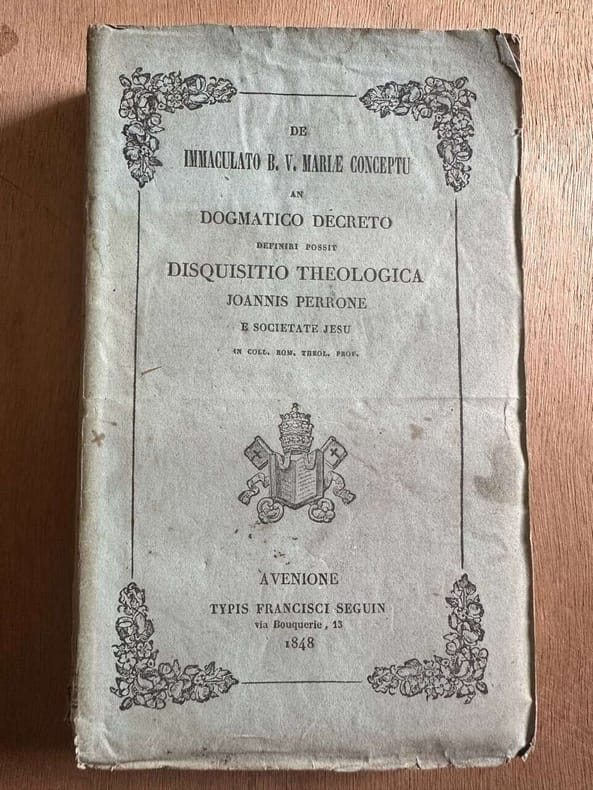 DE
IMMACULATO B. V. MARIÆ CONCEPTU
AN
DOGMATICO DECRETO
DEFINIRI POSSIT
DISQUISITIO THEOLOGICA
JOANNIS PERRONE
E SOCIETATE JESU
IN COLL. ROM. THEOL. PROF.
AVENIONE
TYPIS FRANCISCI SEGUIN
via Bouquerie, 13
1848